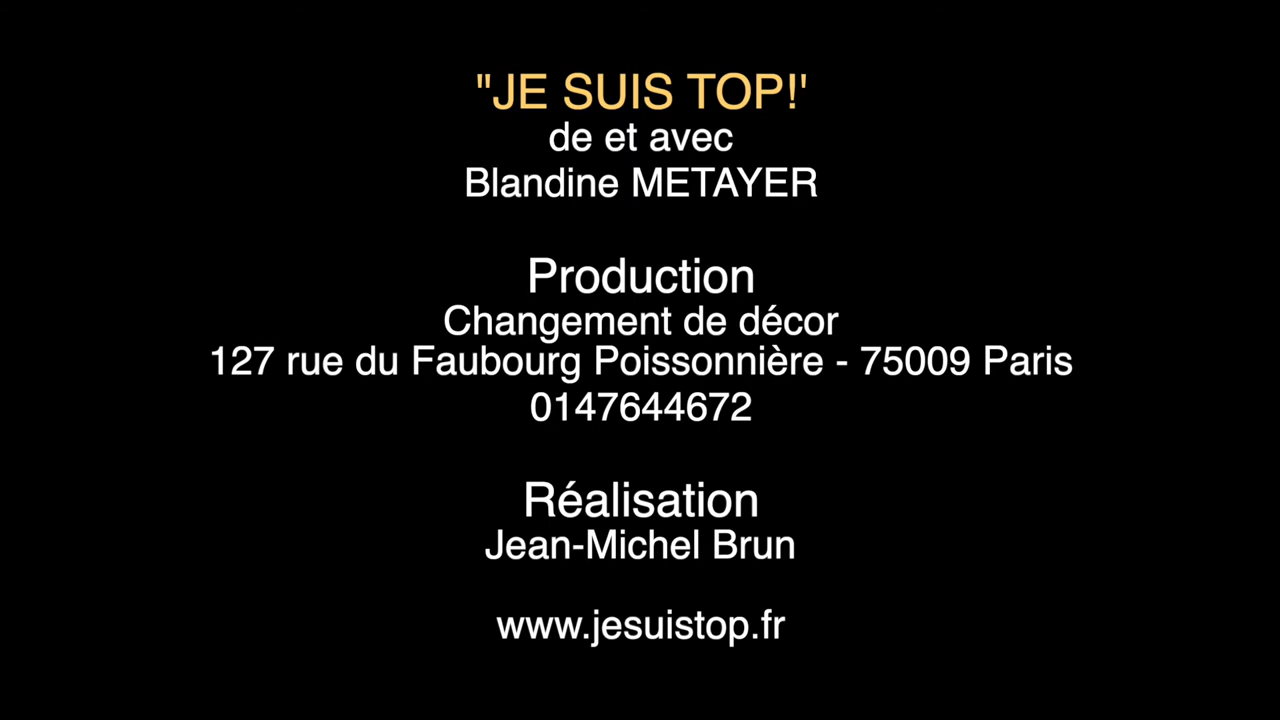 "JE SUIS TOP!'
de et avec
Blandine METAYER
Production
Changement de décor
127 rue du Faubourg Poissonnière - 75009 Paris
0147644672
Réalisation
Jean-Michel Brun
www.jesuistop.fr